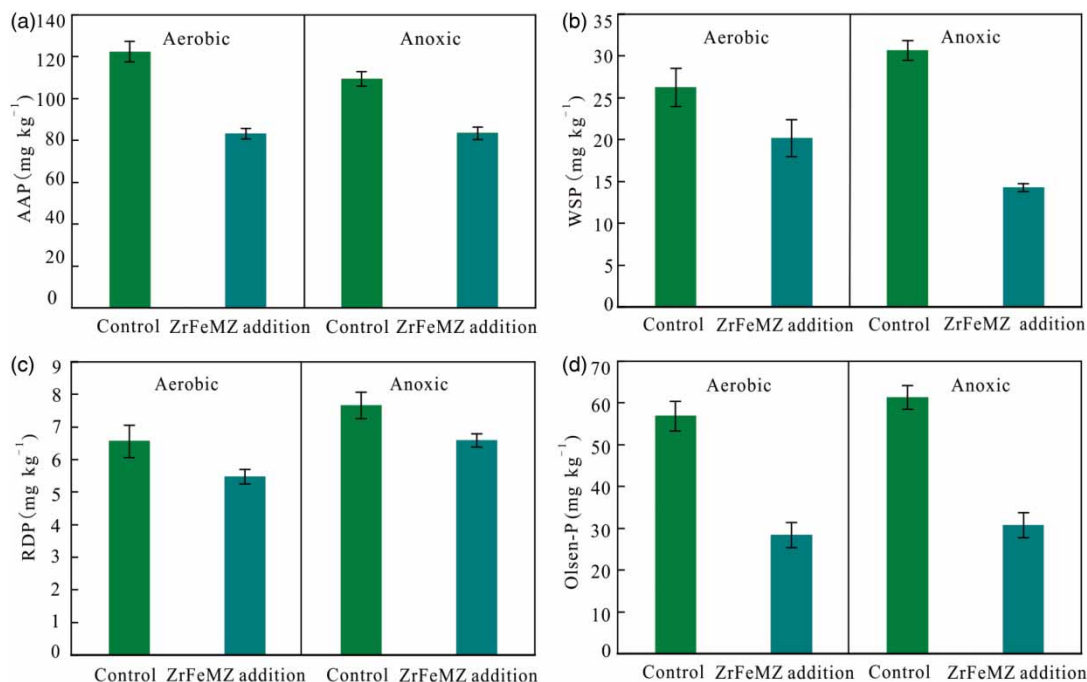 (a)
140
120
100
80
60
40
20
0
AAP(mg kg⁻¹)
Aerobic
Anoxic
Control ZrFeMZ addition Control ZrFeMZ addition
(b)
35
30
25
20
15
10
5
0
WSP(mg kg⁻¹)
Aerobic
Anoxic
Control ZrFeMZ addition Control ZrFeMZ addition
(c)
9
8
7
6
5
4
3
2
1
0
RDP(mg kg⁻¹)
Aerobic
Anoxic
Control ZrFeMZ addition Control ZrFeMZ addition
(d)
70
60
50
40
30
20
10
0
Olsen-P(mg kg⁻¹)
Aerobic
Anoxic
Control ZrFeMZ addition Control ZrFeMZ addition